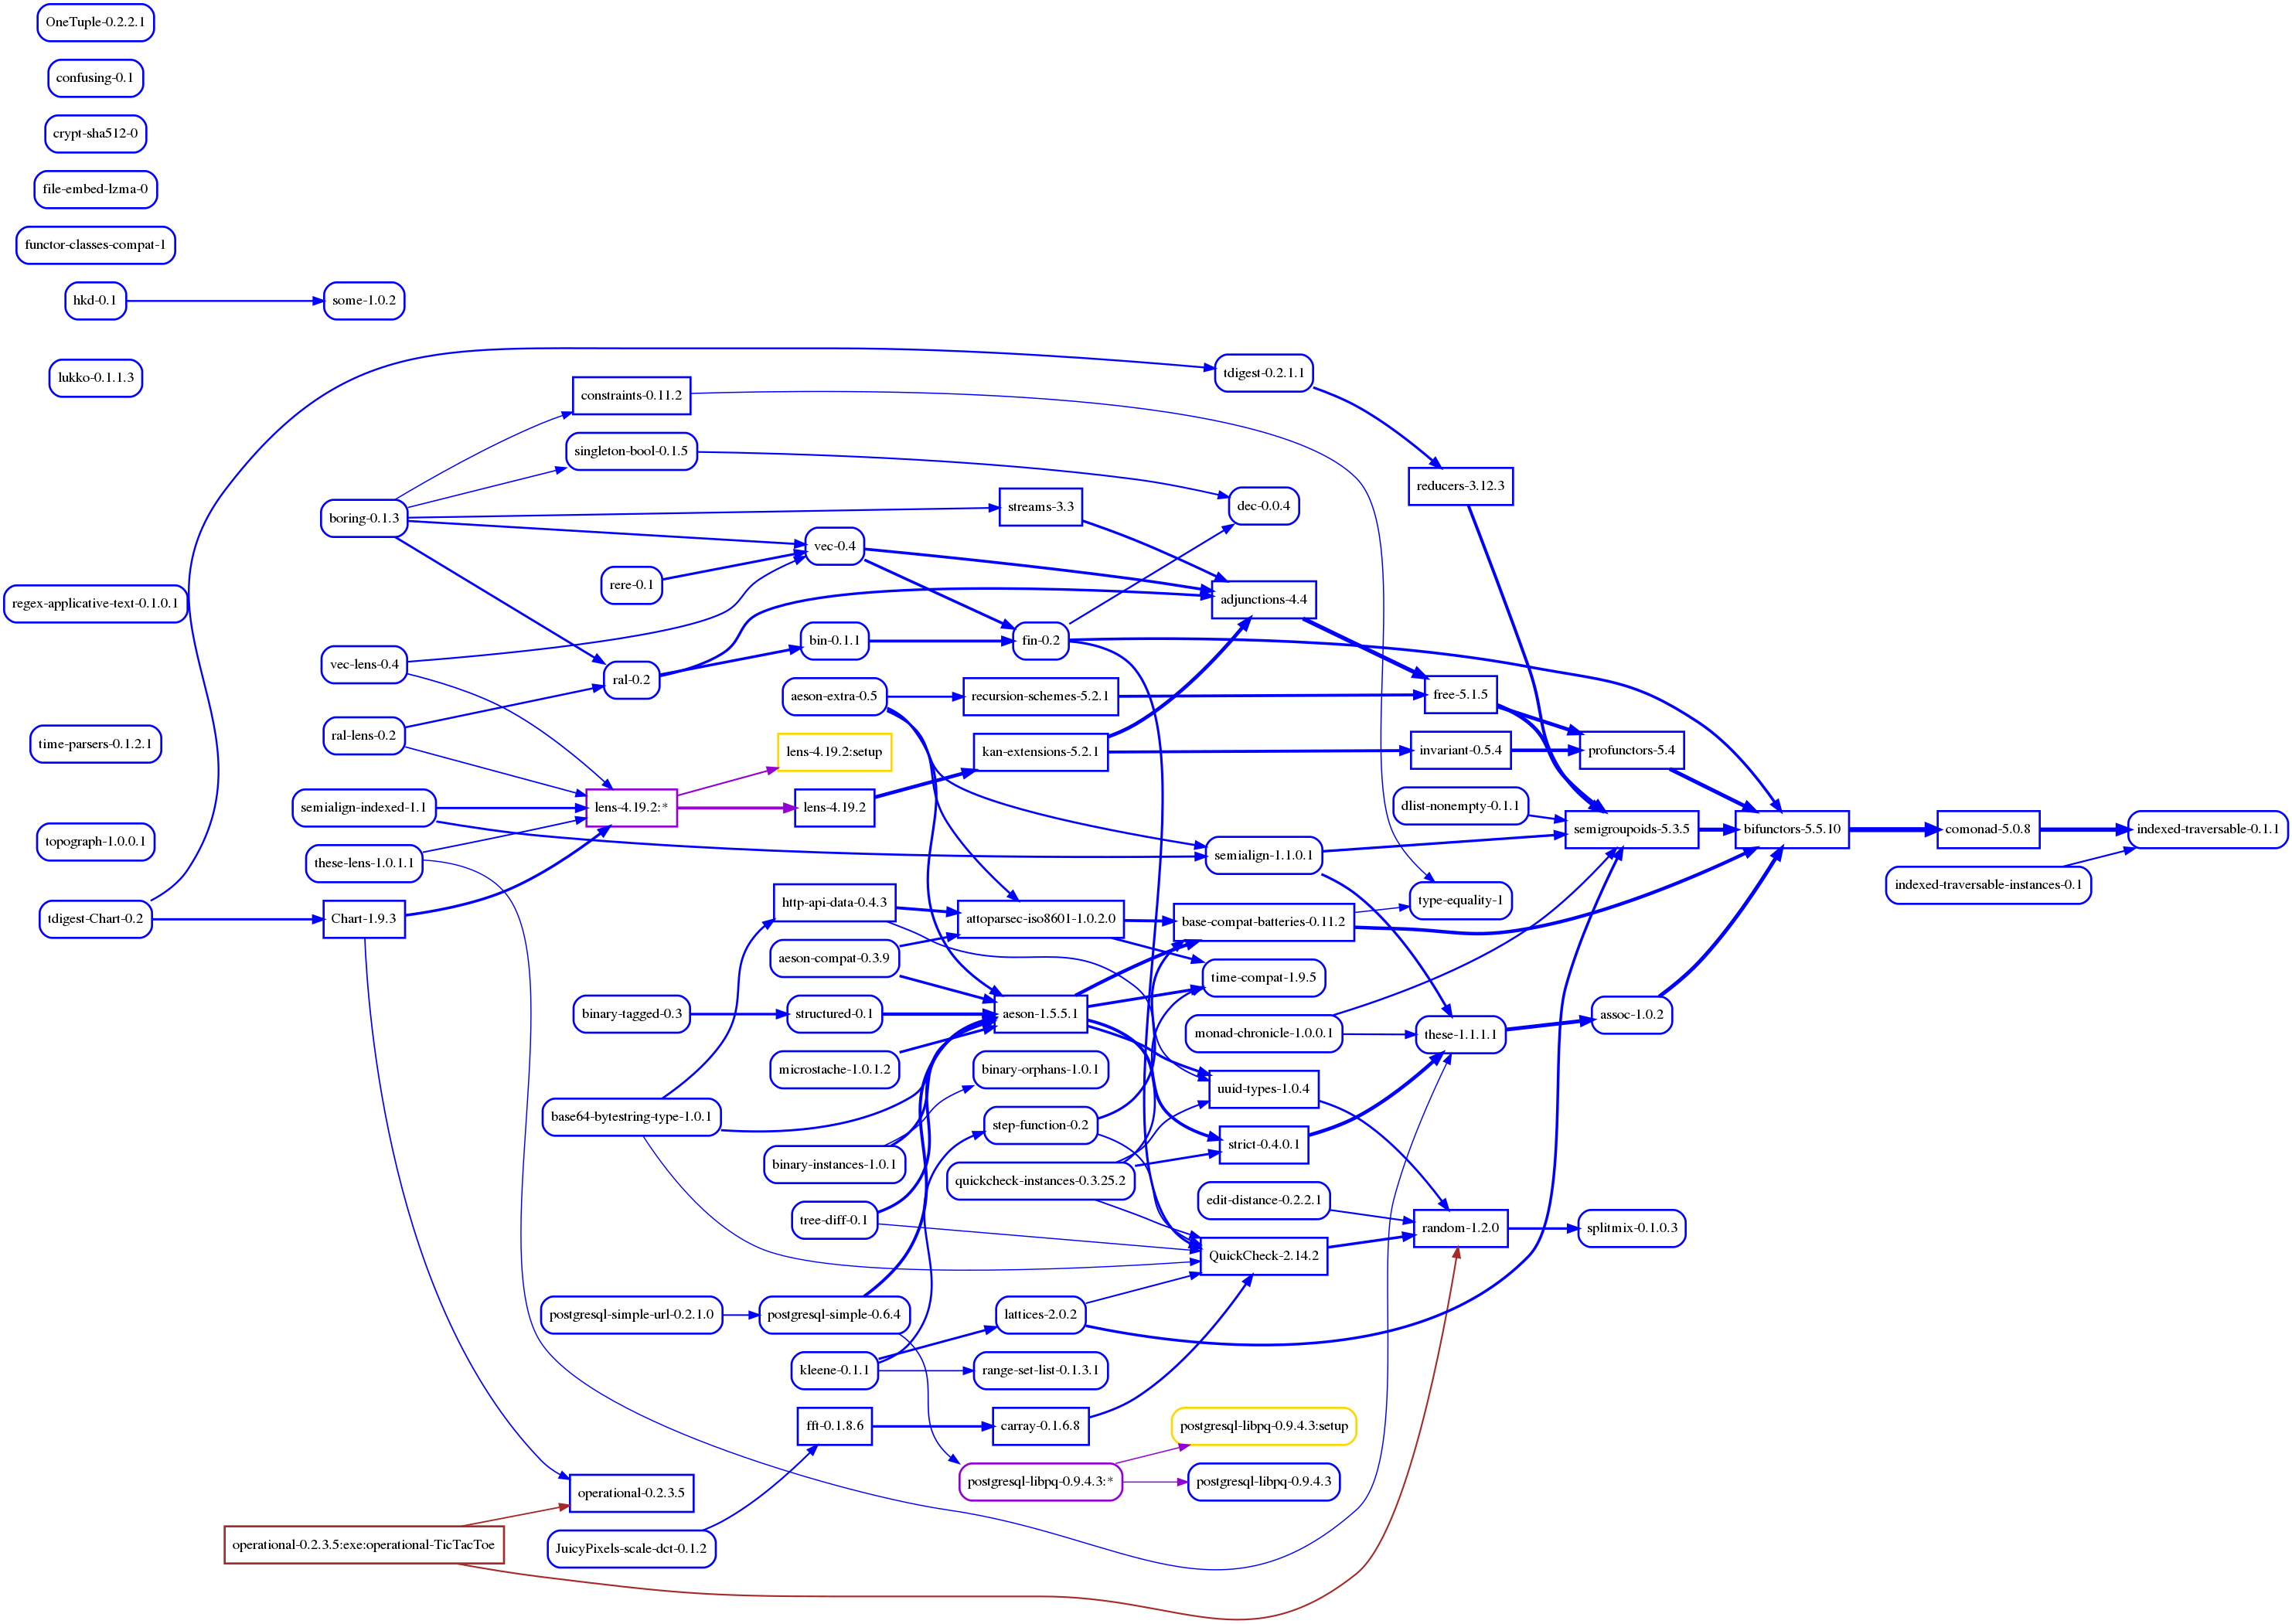 OneTuple-0.2.2.1
confusing-0.1
crypt-sha512-0
file-embed-lzma-0
functor-classes-compat-1
hkd-0.1
some-1.0.2
lukko-0.1.1.3
tdigest-0.2.1.1
constraints-0.11.2
singleton-bool-0.1.5
reducers-3.12.3
boring-0.1.3
streams-3.3
dec-0.0.4
vec-0.4
rere-0.1
regex-applicative-text-0.1.0.1
adjunctions-4.4
bin-0.1.1
fin-0.2
vec-lens-0.4
ral-0.2
aeson-extra-0.5
recursion-schemes-5.2.1
free-5.1.5
ral-lens-0.2
time-parsers-0.1.2.1
lens-4.19.2:setup
kan-extensions-5.2.1
invariant-0.5.4
profunctors-5.4
semialign-indexed-1.1
lens-4.19.2:*
lens-4.19.2
dlist-nonempty-0.1.1
semigroupoids-5.3.5
bifunctors-5.5.10
comonad-5.0.8
indexed-traversable-0.1.1
topograph-1.0.0.1
these-lens-1.0.1.1
semialign-1.1.0.1
indexed-traversable-instances-0.1
tdigest-Chart-0.2
Chart-1.9.3
http-api-data-0.4.3
attoparsec-iso8601-1.0.2.0
base-compat-batteries-0.11.2
type-equality-1
aeson-compat-0.3.9
time-compat-1.9.5
binary-tagged-0.3
structured-0.1
aeson-1.5.5.1
monad-chronicle-1.0.0.1
these-1.1.1.1
assoc-1.0.2
microstache-1.0.1.2
binary-orphans-1.0.1
uuid-types-1.0.4
base64-bytestring-type-1.0.1
step-function-0.2
strict-0.4.0.1
binary-instances-1.0.1
quickcheck-instances-0.3.25.2
edit-distance-0.2.2.1
tree-diff-0.1
random-1.2.0
splitmix-0.1.0.3
QuickCheck-2.14.2
postgresql-simple-url-0.2.1.0
postgresql-simple-0.6.4
lattices-2.0.2
kleene-0.1.1
range-set-list-0.1.3.1
fft-0.1.8.6
carray-0.1.6.8
postgresql-libpq-0.9.4.3:setup
postgresql-libpq-0.9.4.3:*
postgresql-libpq-0.9.4.3
operational-0.2.3.5
operational-0.2.3.5:exe:operational-TicTacToe
JuicyPixels-scale-dct-0.1.2